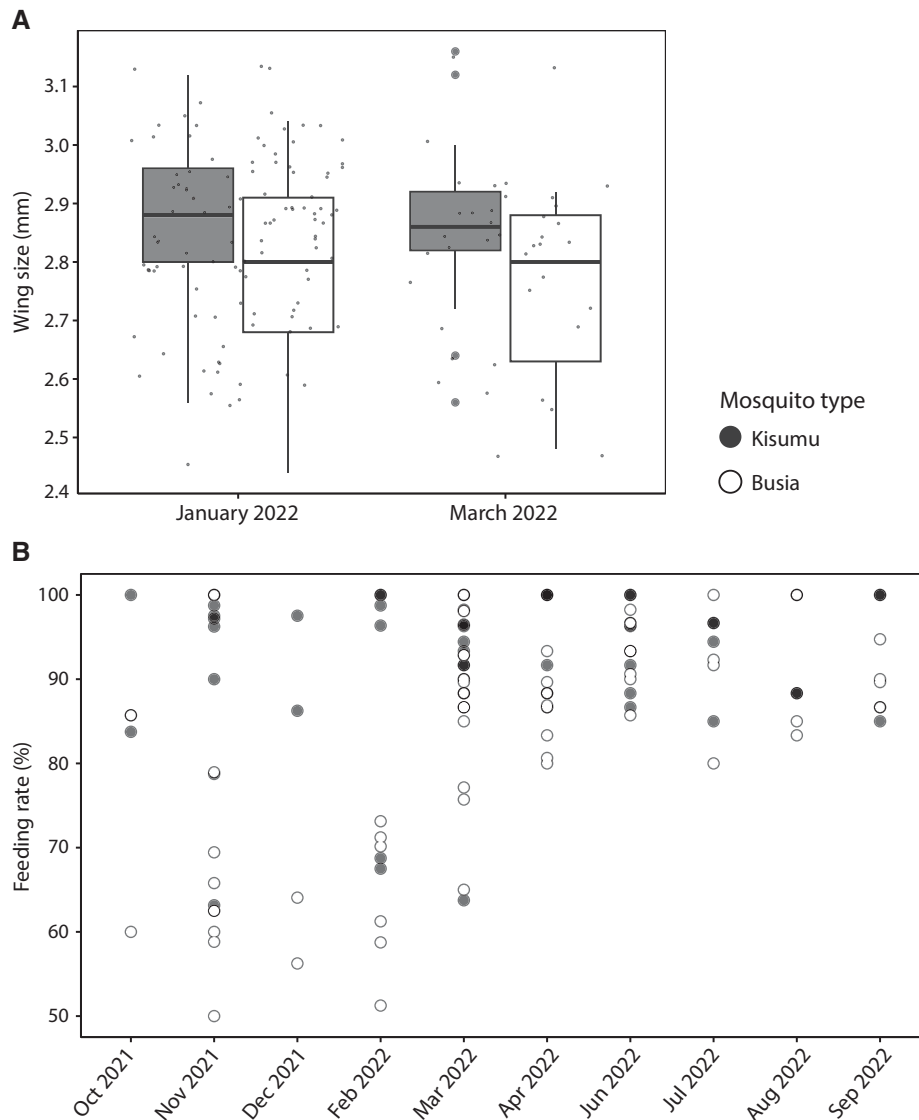 A
Wing size (mm)
3.1
3.0
2.9
2.8
2.7
2.6
2.5
2.4
January 2022
March 2022
Mosquito type
Kisumu
Busia
B
Feeding rate (%)
100
90
80
70
60
50
Oct 2021
Nov 2021
Dec 2021
Feb 2022
Mar 2022
Apr 2022
Jun 2022
Jul 2022
Aug 2022
Sep 2022